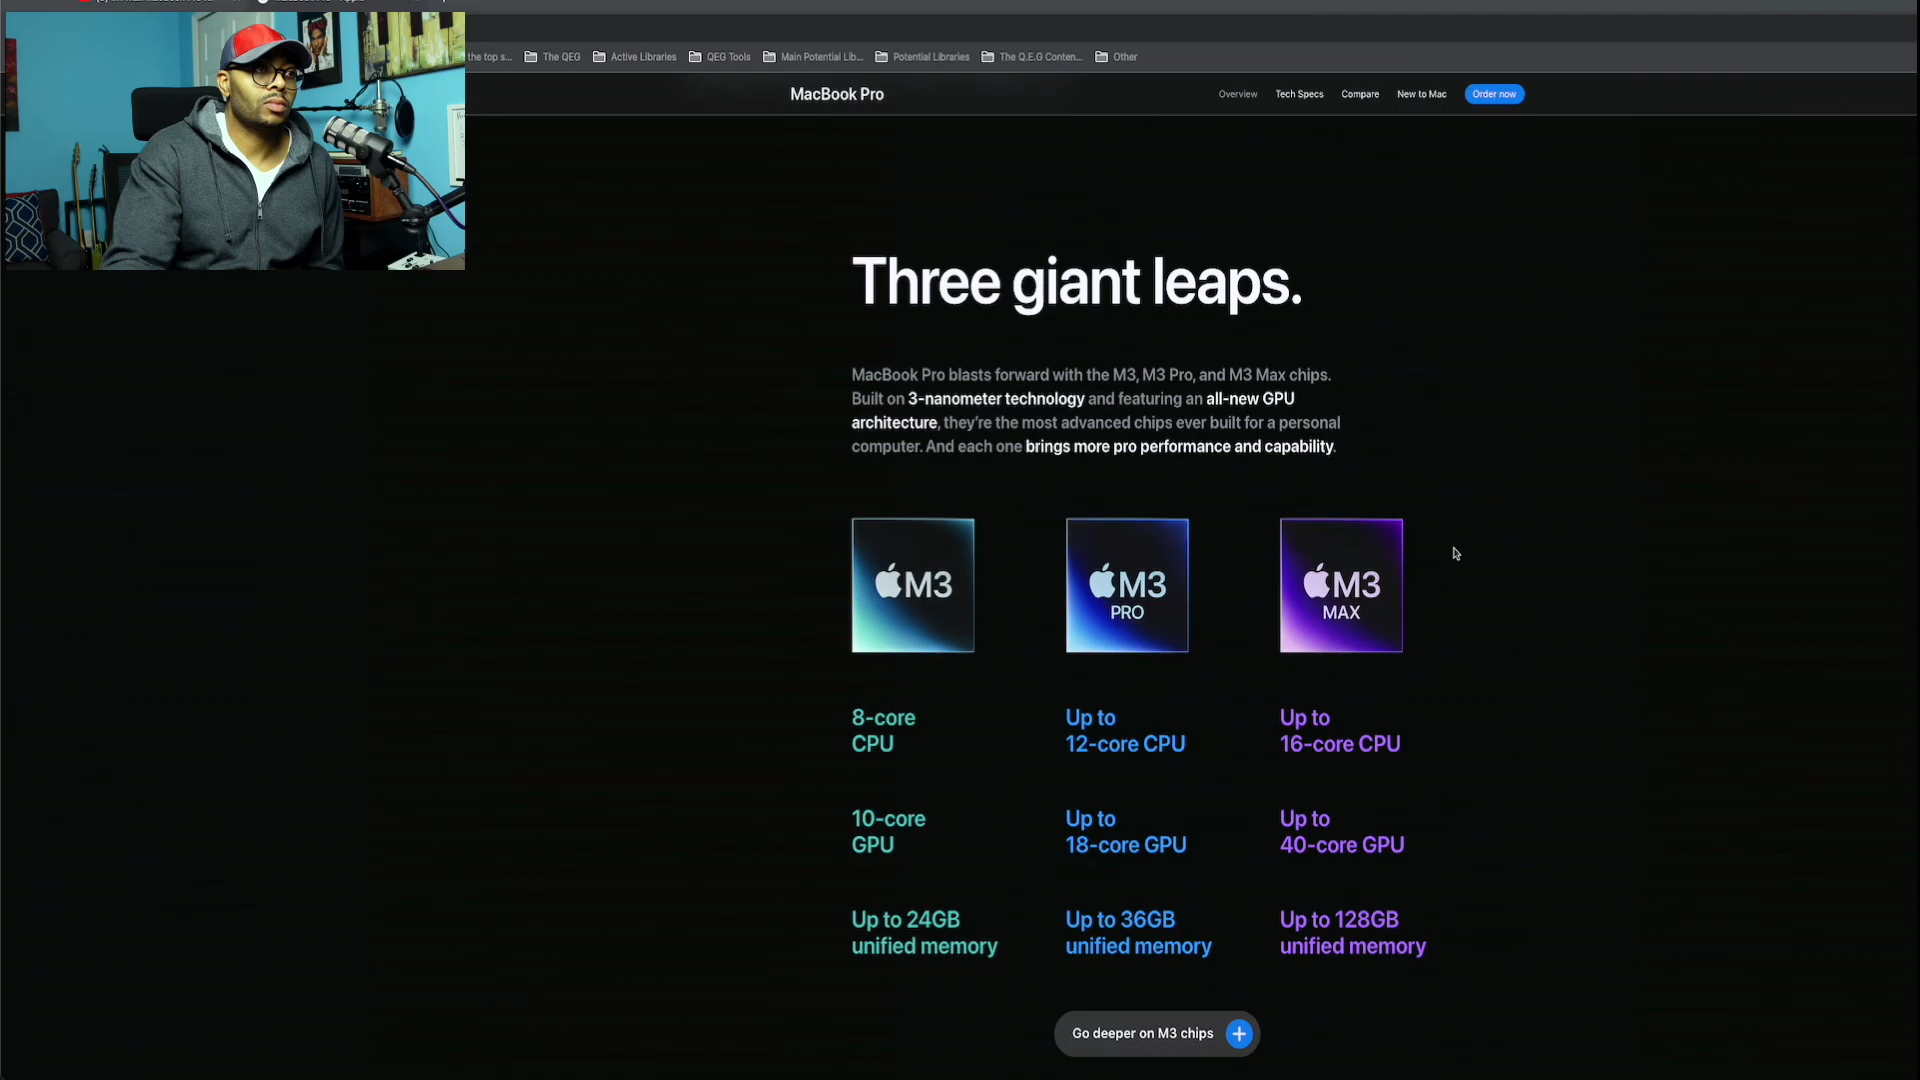 the top s...
The QEG
Active Libraries
QEG Tools
Main Potential Lib...
Potential Libraries
The Q.E.G Conten...
Other
MacBook Pro
Overview
Tech Specs
Compare
New to Mac
Order now
Three giant leaps.
MacBook Pro blasts forward with the M3, M3 Pro, and M3 Max chips.
Built on 3-nanometer technology and featuring an all-new GPU
architecture, they're the most advanced chips ever built for a personal
computer. And each one brings more pro performance and capability.
M3
M3
PRO
M3
MAX
8-core
CPU
Up to
12-core CPU
Up to
16-core CPU
10-core
GPU
Up to
18-core GPU
Up to
40-core GPU
Up to 24GB
unified memory
Up to 36GB
unified memory
Up to 128GB
unified memory
Go deeper on M3 chips